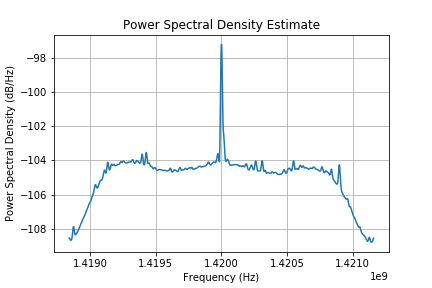 Power Spectral Density Estimate
Power Spectral Density (dB/Hz)
−98
−100
−102
−104
−106
−108
1.4190 1.4195 1.4200 1.4205 1.4210
1e9
Frequency (Hz)